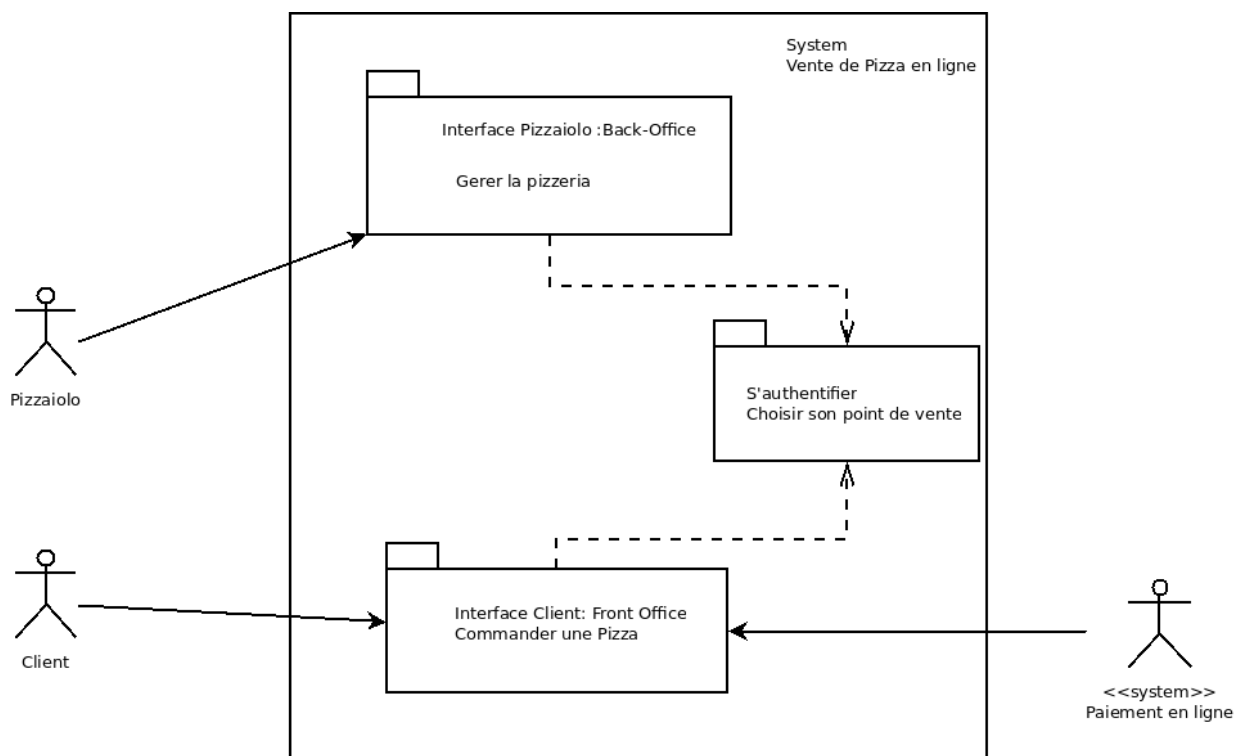 System
Vente de Pizza en ligne
Interface Pizzaiolo :Back-Office
Gerer la pizzeria
Pizzaiolo
S'authentifier
Choisir son point de vente
Interface Client: Front Office
Commander une Pizza
Client
<<system>>
Paiement en ligne